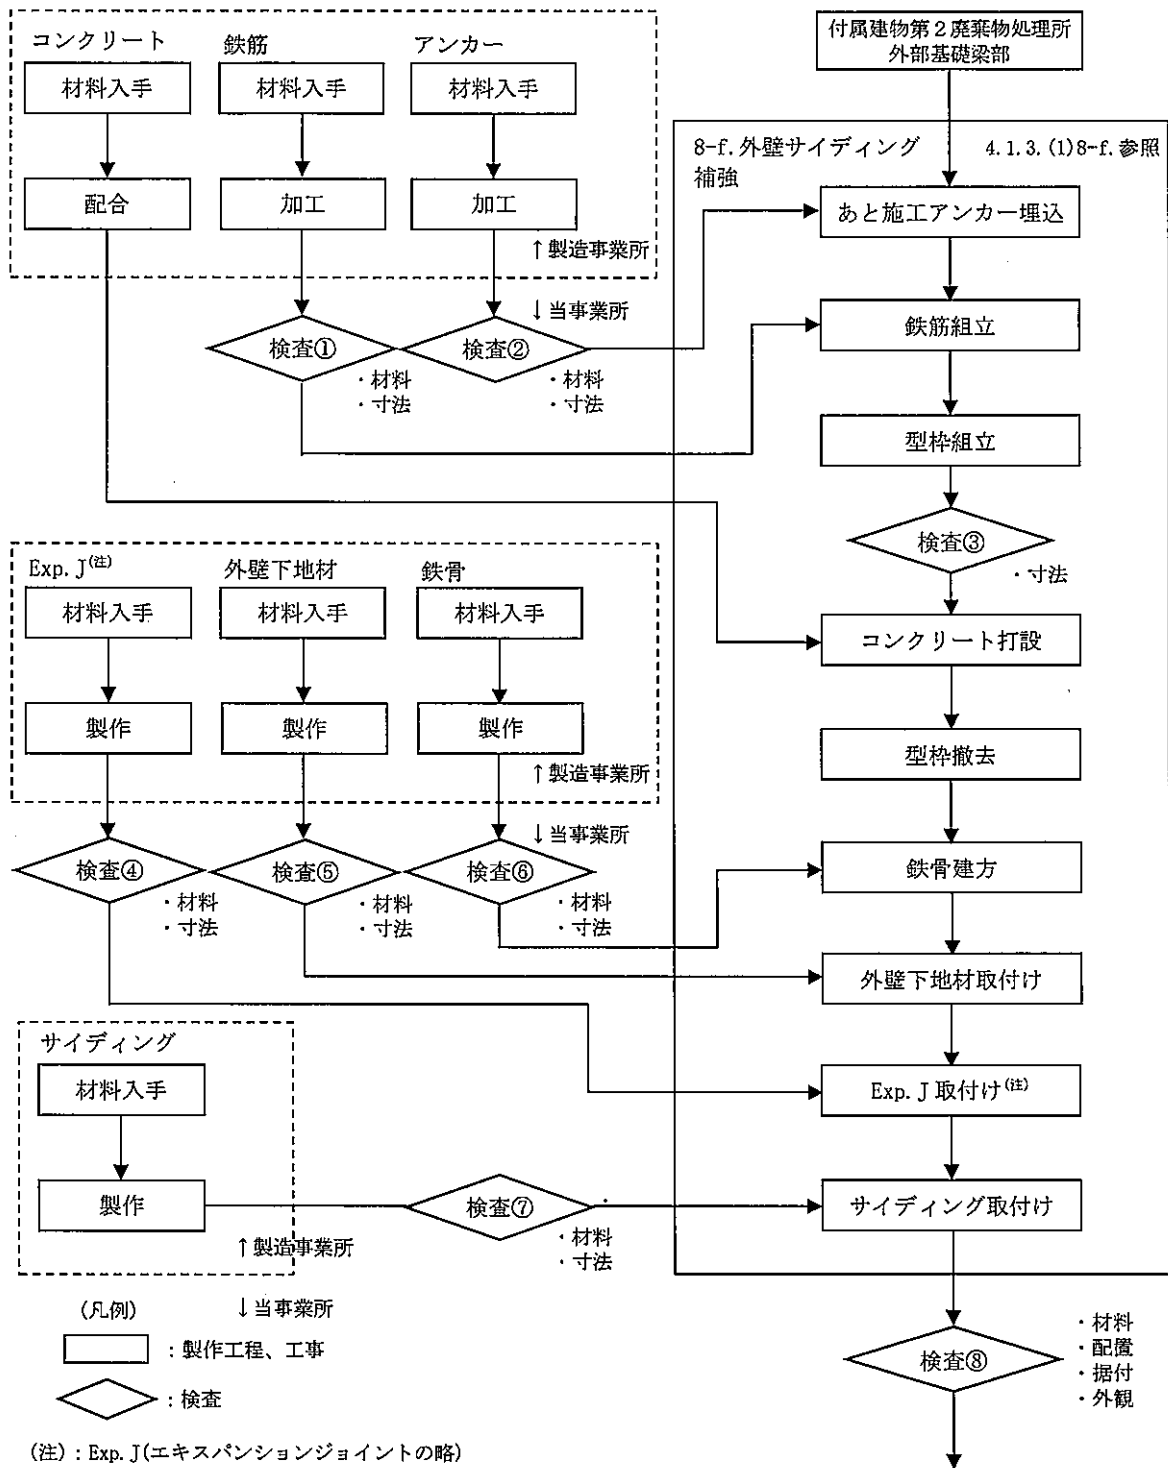 コンクリート
鉄筋
アンカー
材料入手
材料入手
材料入手
配合
加工
加工
↑製造事業所
↓当事業所
検査①
検査②
・材料
・寸法
・材料
・寸法
付属建物第2廃棄物処理所
外部基礎梁部
8-f.外壁サイディング
補強
4.1.3.(1)8-f.参照
あと施工アンカー埋込
鉄筋組立
型枠組立
検査③
・寸法
コンクリート打設
型枠撤去
鉄骨建方
外壁下地材取付け
Exp.J取付け(注)
サイディング取付け
Exp.J(注)
外壁下地材
鉄骨
材料入手
材料入手
材料入手
製作
製作
製作
↑製造事業所
↓当事業所
検査④
検査⑤
検査⑥
・材料
・寸法
・材料
・寸法
・材料
・寸法
サイディング
材料入手
製作
↑製造事業所
↓当事業所
検査⑦
・材料
・寸法
検査⑧
・材料
・配置
・据付
・外観
(凡例)
:製作工程、工事
:検査
(注):Exp.J(エキスパンションジョイントの略)